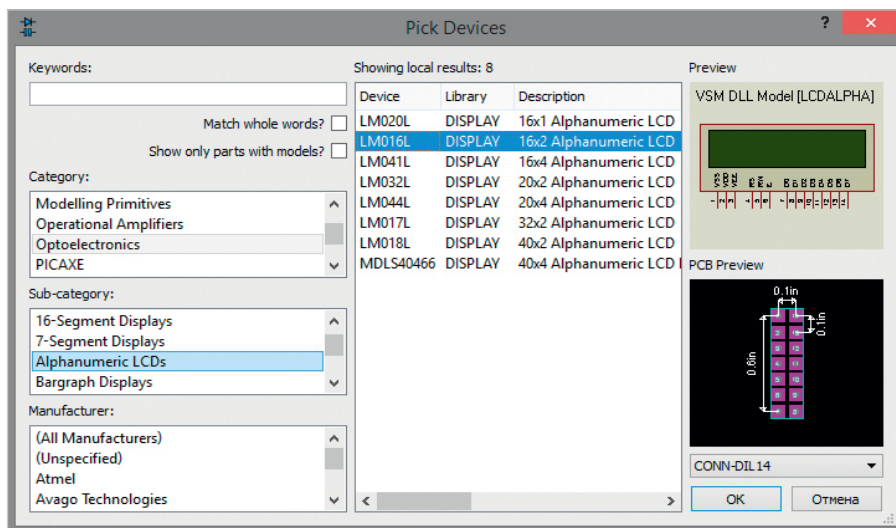 Pick Devices
?
Keywords:
Match whole words?
Show only parts with models?
Category:
Modelling Primitives
Operational Amplifiers
Optoelectronics
PICAXE
Sub-category:
16-Segment Displays
7-Segment Displays
Alphanumeric LCDs
Bargraph Displays
Manufacturer:
(All Manufacturers)
(Unspecified)
Atmel
Avago Technologies
Showing local results: 8
Device Library Description
LM020L DISPLAY 16x1 Alphanumeric LCD
LM016L DISPLAY 16x2 Alphanumeric LCD
LM041L DISPLAY 16x4 Alphanumeric LCD
LM032L DISPLAY 20x2 Alphanumeric LCD
LM044L DISPLAY 20x4 Alphanumeric LCD
LM017L DISPLAY 32x2 Alphanumeric LCD
LM018L DISPLAY 40x2 Alphanumeric LCD
MDLS40466 DISPLAY 40x4 Alphanumeric LCD
Preview
VSM DLL Model [LCDALPHA]
PCB Preview
0.1in
0.1in
0.6in
CONN-DIL14
OK
Отмена